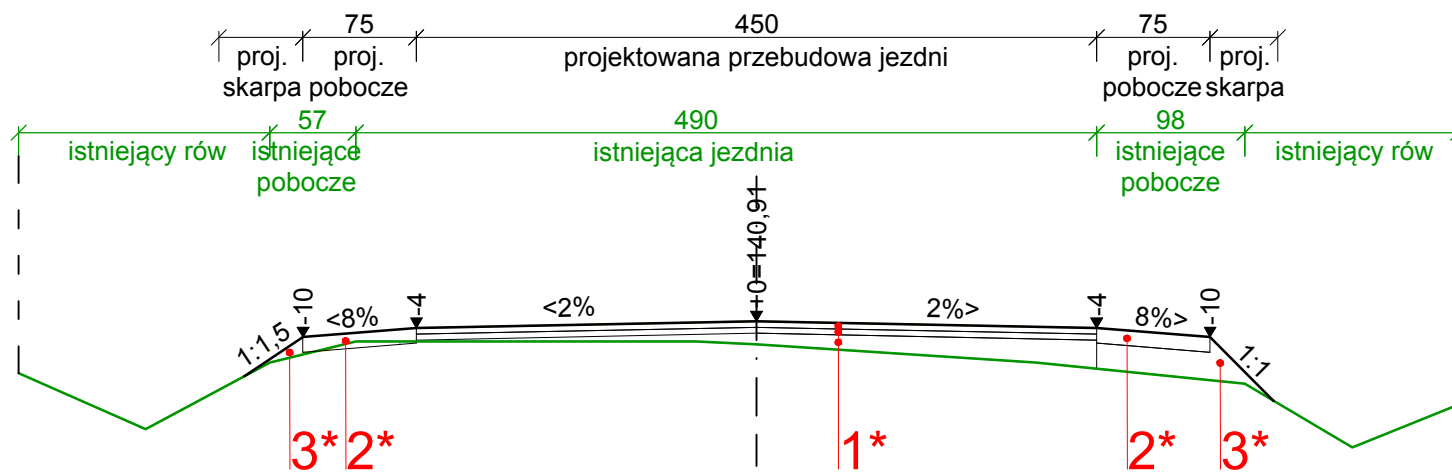 75 450 75
proj. skarpa
proj. pobocze
projektowana przebudowa jezdni
proj. pobocze
proj. skarpa
57 490 98
istniejący rów
istniejące pobocze
istniejąca jezdnia
istniejące pobocze
istniejący rów
1:1,5
-10
<8%
-4
<2%
+0=140,91
2%>
-4
8%>
-10
1:1
3* 2* 1* 2* 3*